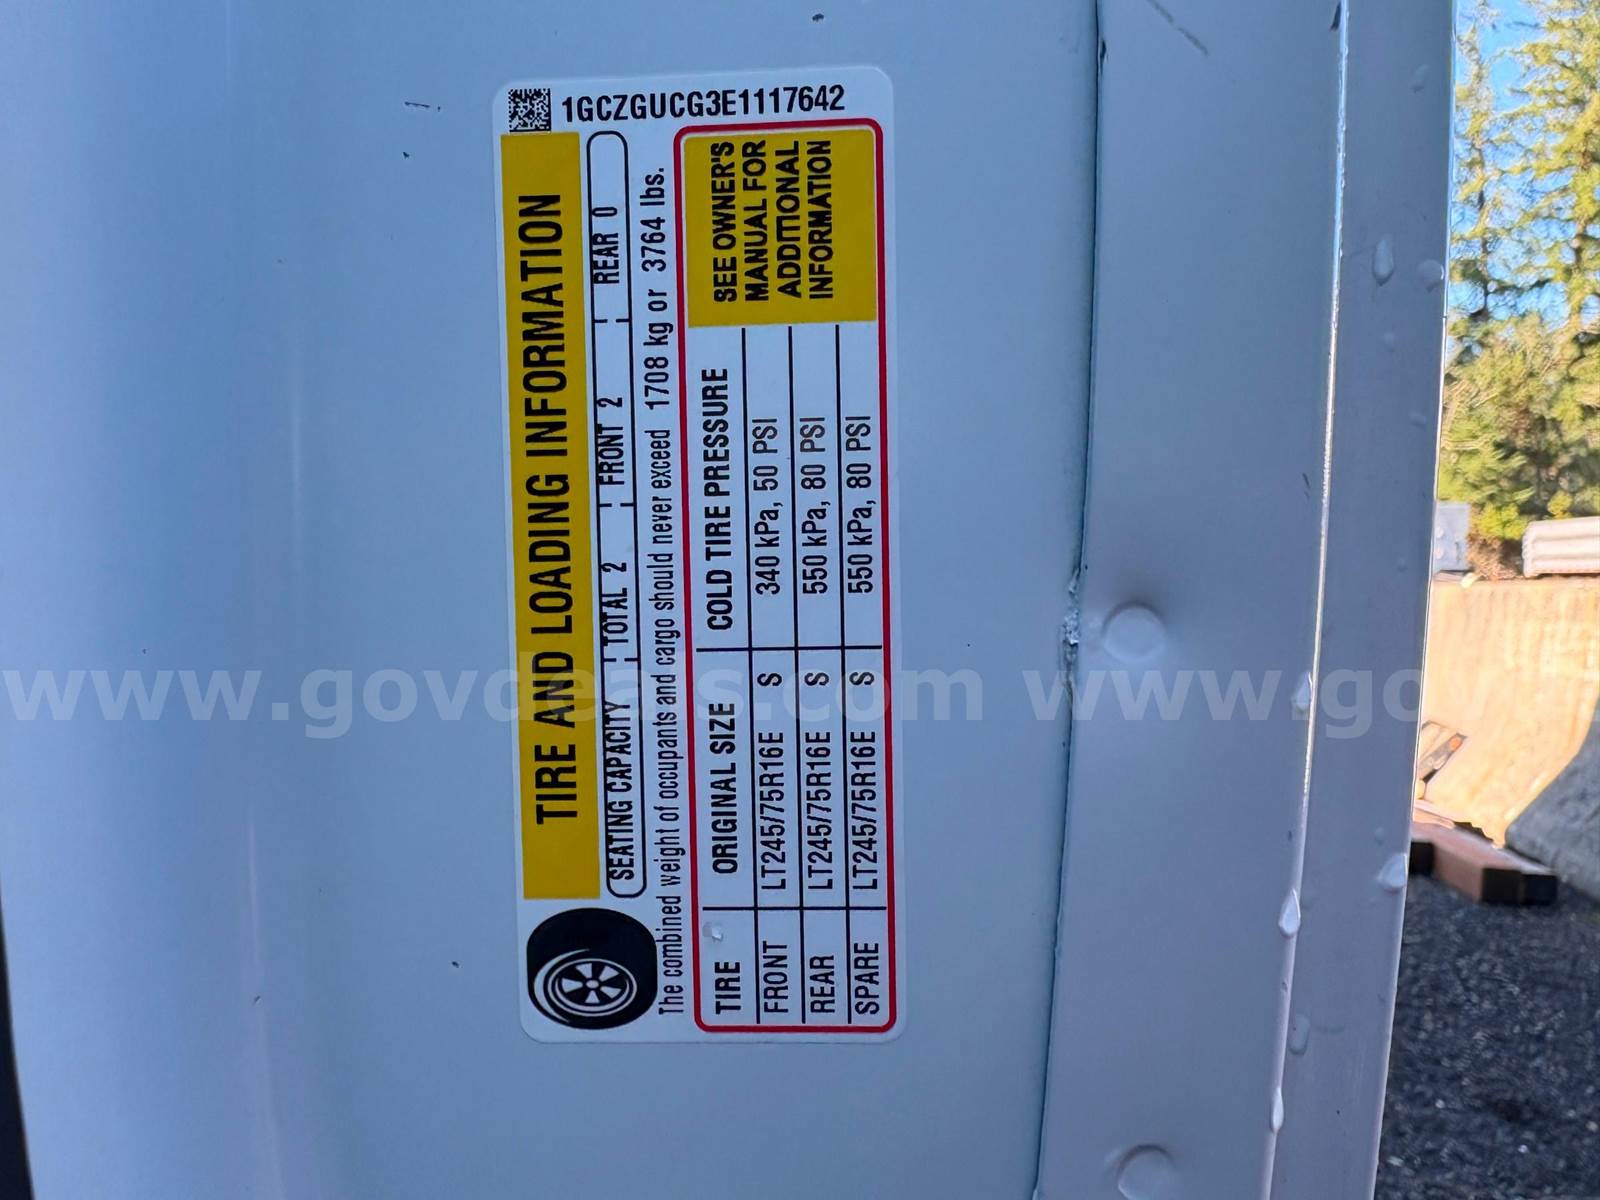 1GCZGUCG3E1117642
TIRE AND LOADING INFORMATION
SEATING CAPACITY TOTAL 2 FRONT 2 REAR 0
The combined weight of occupants and cargo should never exceed 1708 kg or 3764 lbs.
TIRE ORIGINAL SIZE COLD TIRE PRESSURE
FRONT LT245/75R16E S 340 kPa, 50 PSI
REAR LT245/75R16E S 550 kPa, 80 PSI
SPARE LT245/75R16E S 550 kPa, 80 PSI
SEE OWNER'S
MANUAL FOR
ADDITIONAL
INFORMATION
www.govdeals.com www.gov